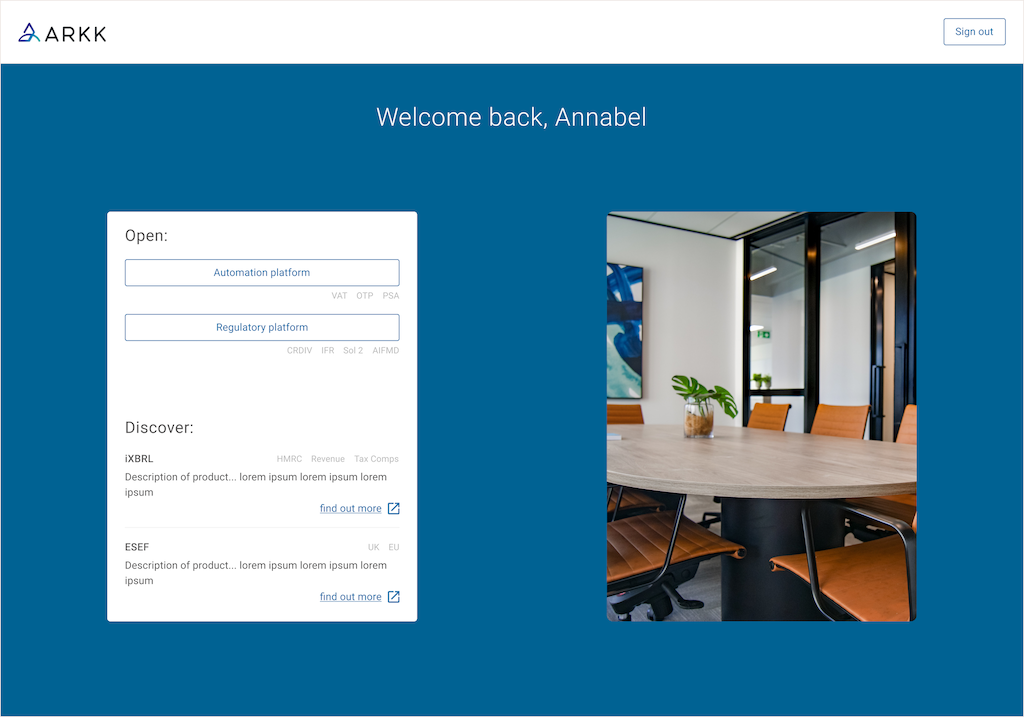 ARKK
Sign out
Welcome back, Annabel
Open:
Automation platform
VAT OTP PSA
Regulatory platform
CRDIV IFR Sol 2 AIFMD
Discover:
iXBRL HMRC Revenue Tax Comps
Description of product... lorem ipsum lorem ipsum lorem
ipsum
find out more
ESEF UK EU
Description of product... lorem ipsum lorem ipsum lorem
ipsum
find out more